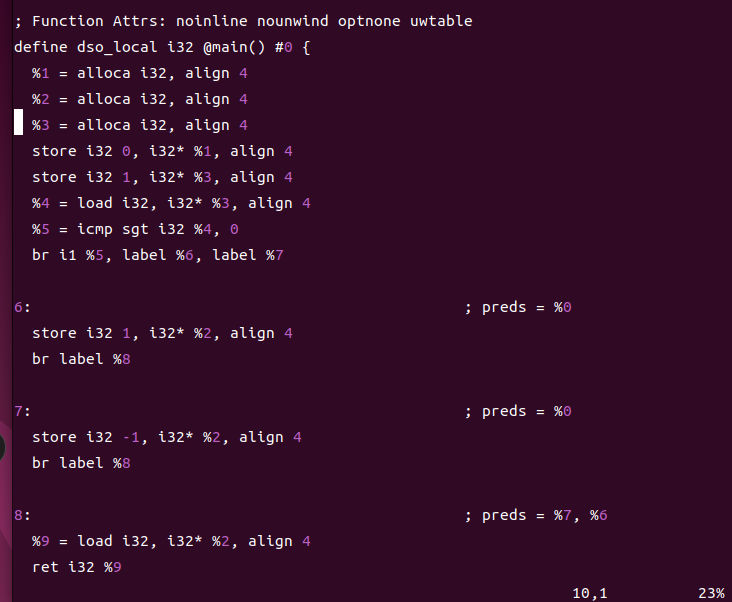 ; Function Attrs: noinline nounwind optnone uwtable
define dso_local i32 @main() #0 {
  %1 = alloca i32, align 4
  %2 = alloca i32, align 4
  %3 = alloca i32, align 4
  store i32 0, i32* %1, align 4
  store i32 1, i32* %3, align 4
  %4 = load i32, i32* %3, align 4
  %5 = icmp sgt i32 %4, 0
  br i1 %5, label %6, label %7

6:                                                ; preds = %0
  store i32 1, i32* %2, align 4
  br label %8

7:                                                ; preds = %0
  store i32 -1, i32* %2, align 4
  br label %8

8:                                                ; preds = %7, %6
  %9 = load i32, i32* %2, align 4
  ret i32 %9
10,1          23%